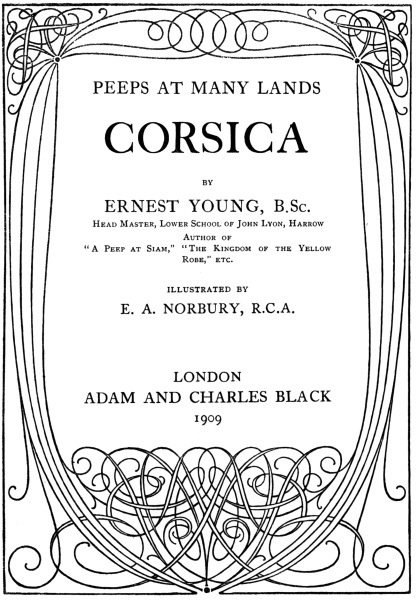 PEEPS AT MANY LANDS
CORSICA
BY
ERNEST YOUNG, B.Sc.
Head Master, Lower School of John Lyon, Harrow
Author of
"A Peep at Siam," "The Kingdom of the Yellow
Robe," etc.
ILLUSTRATED BY
E. A. NORBURY, R.C.A.
LONDON
ADAM AND CHARLES BLACK
1909